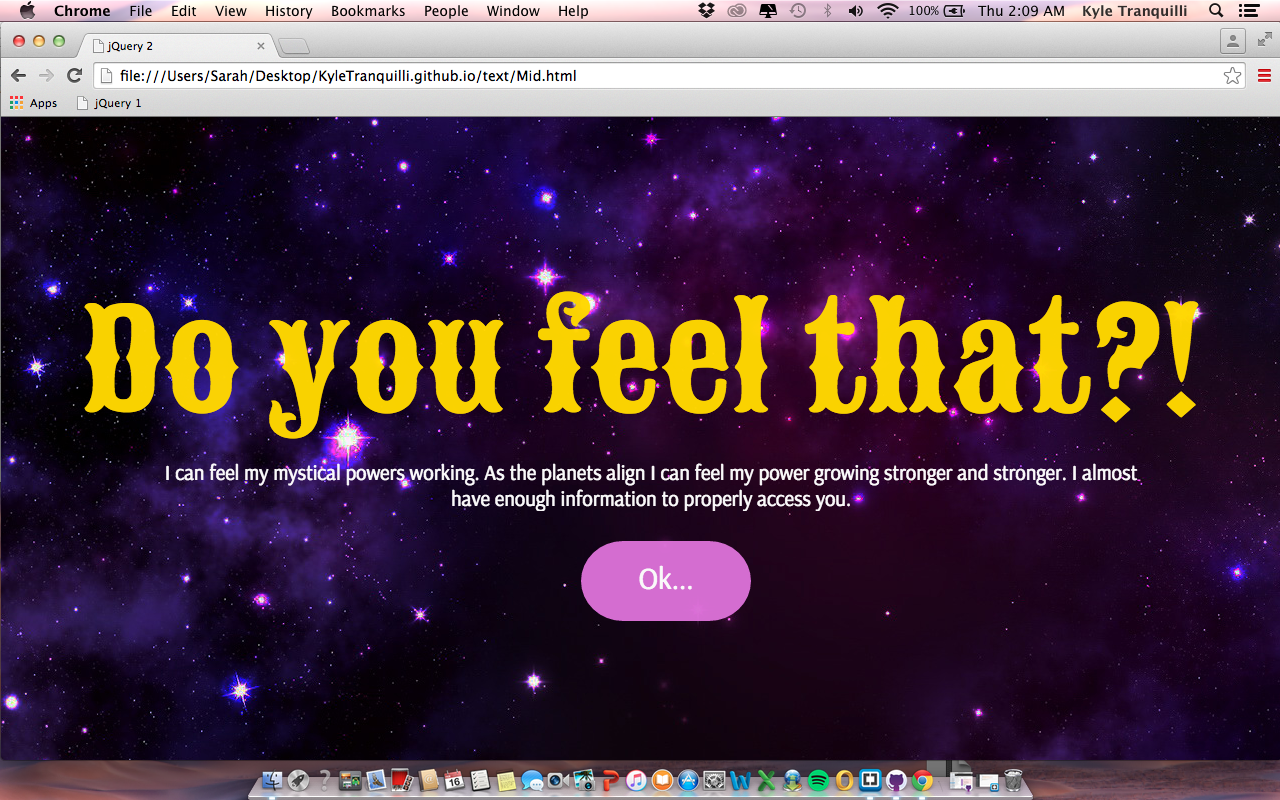 Chrome File Edit View History Bookmarks People Window Help 100% Thu 2:09 AM Kyle Tranquilli
jQuery 2
file:///Users/Sarah/Desktop/KyleTranquilli.github.io/text/Mid.html
Apps jQuery 1
Do you feel that?!
I can feel my mystical powers working. As the planets align I can feel my power growing stronger and stronger. I almost
have enough information to properly access you.
Ok...
16